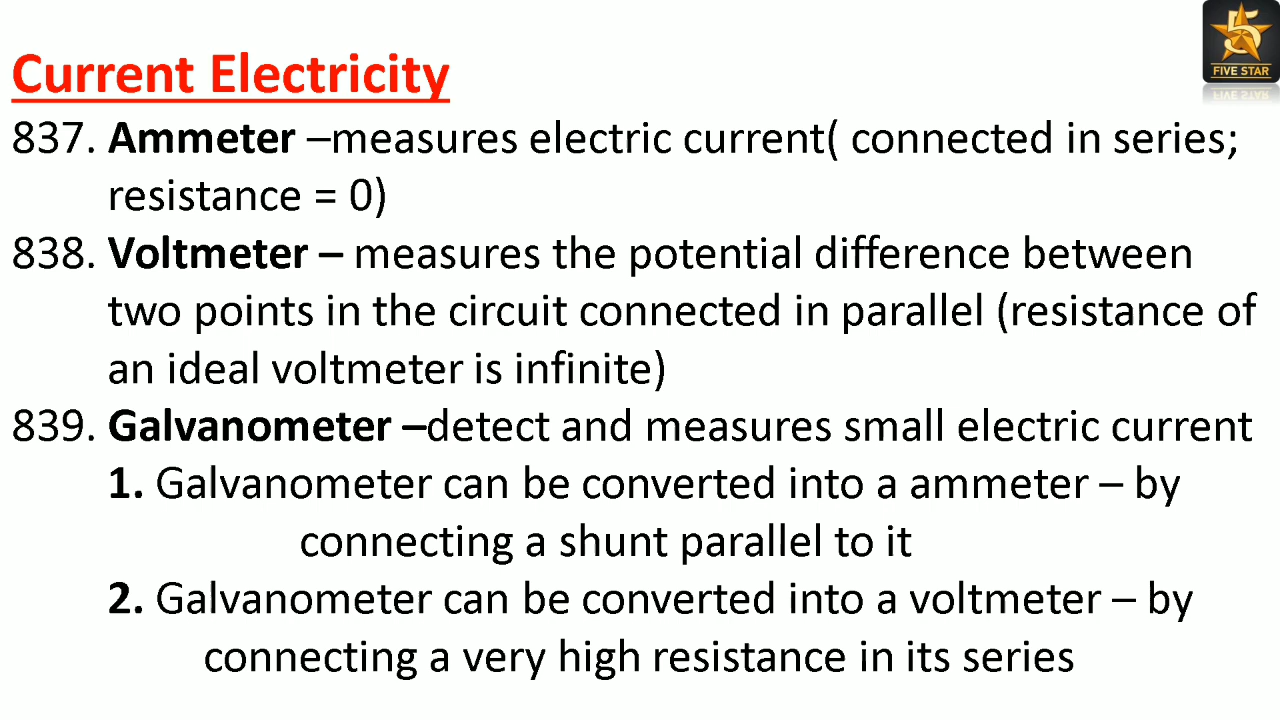 5
FIVE STAR
Current Electricity
837. Ammeter –measures electric current( connected in series;
resistance = 0)
838. Voltmeter – measures the potential difference between
two points in the circuit connected in parallel (resistance of
an ideal voltmeter is infinite)
839. Galvanometer –detect and measures small electric current
1. Galvanometer can be converted into a ammeter – by
connecting a shunt parallel to it
2. Galvanometer can be converted into a voltmeter – by
connecting a very high resistance in its series